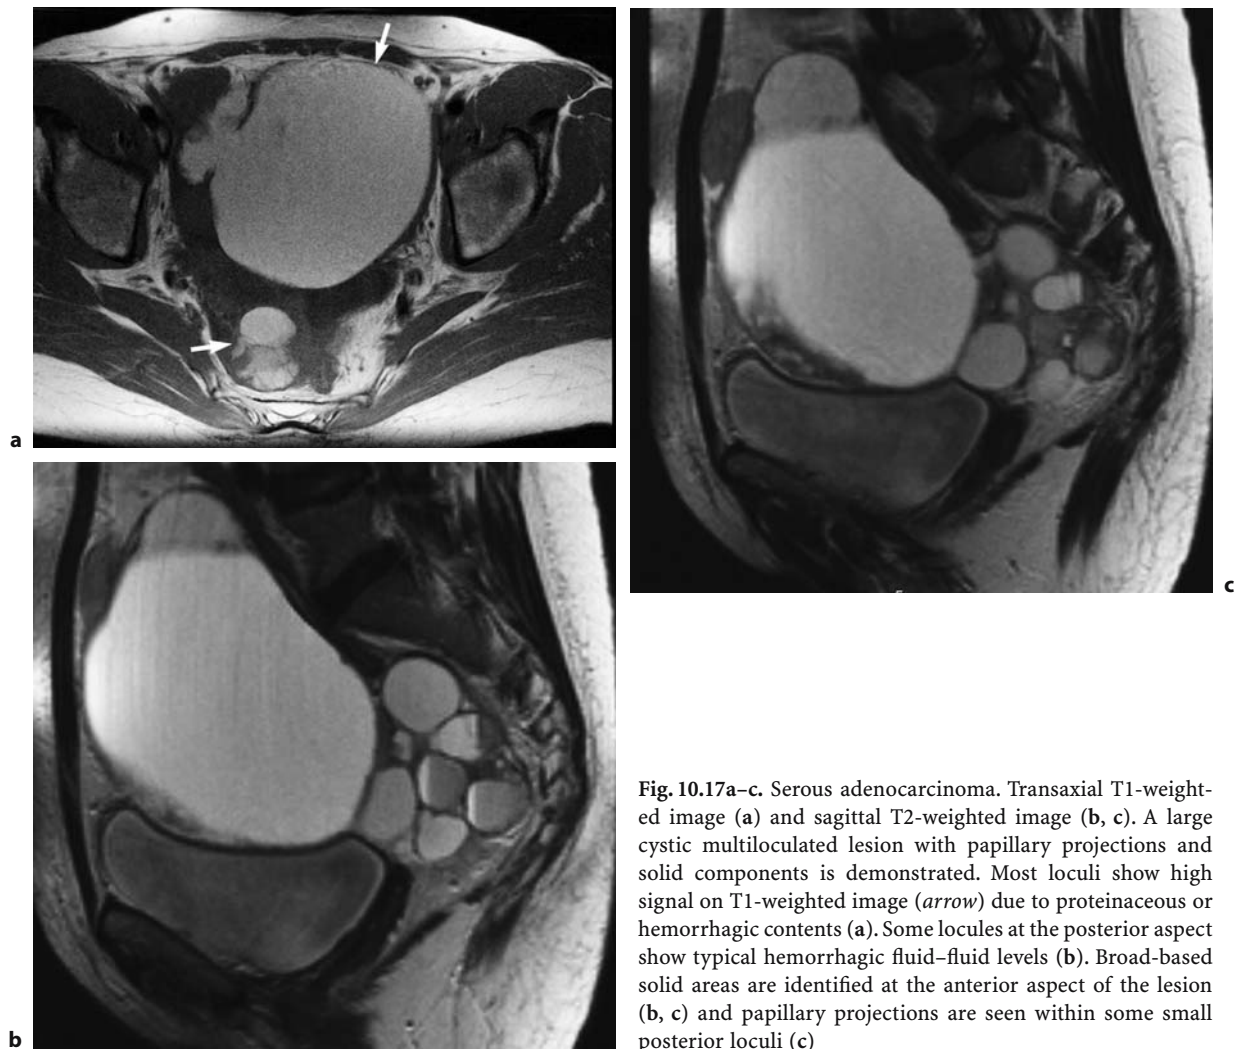 a
c
b
Fig. 10.17a–c. Serous adenocarcinoma. Transaxial T1-weight-
ed image (a) and sagittal T2-weighted image (b, c). A large
cystic multiloculated lesion with papillary projections and
solid components is demonstrated. Most loculi show high
signal on T1-weighted image (arrow) due to proteinaceous or
hemorrhagic contents (a). Some locules at the posterior aspect
show typical hemorrhagic fluid–fluid levels (b). Broad-based
solid areas are identified at the anterior aspect of the lesion
(b, c) and papillary projections are seen within some small
posterior loculi (c)